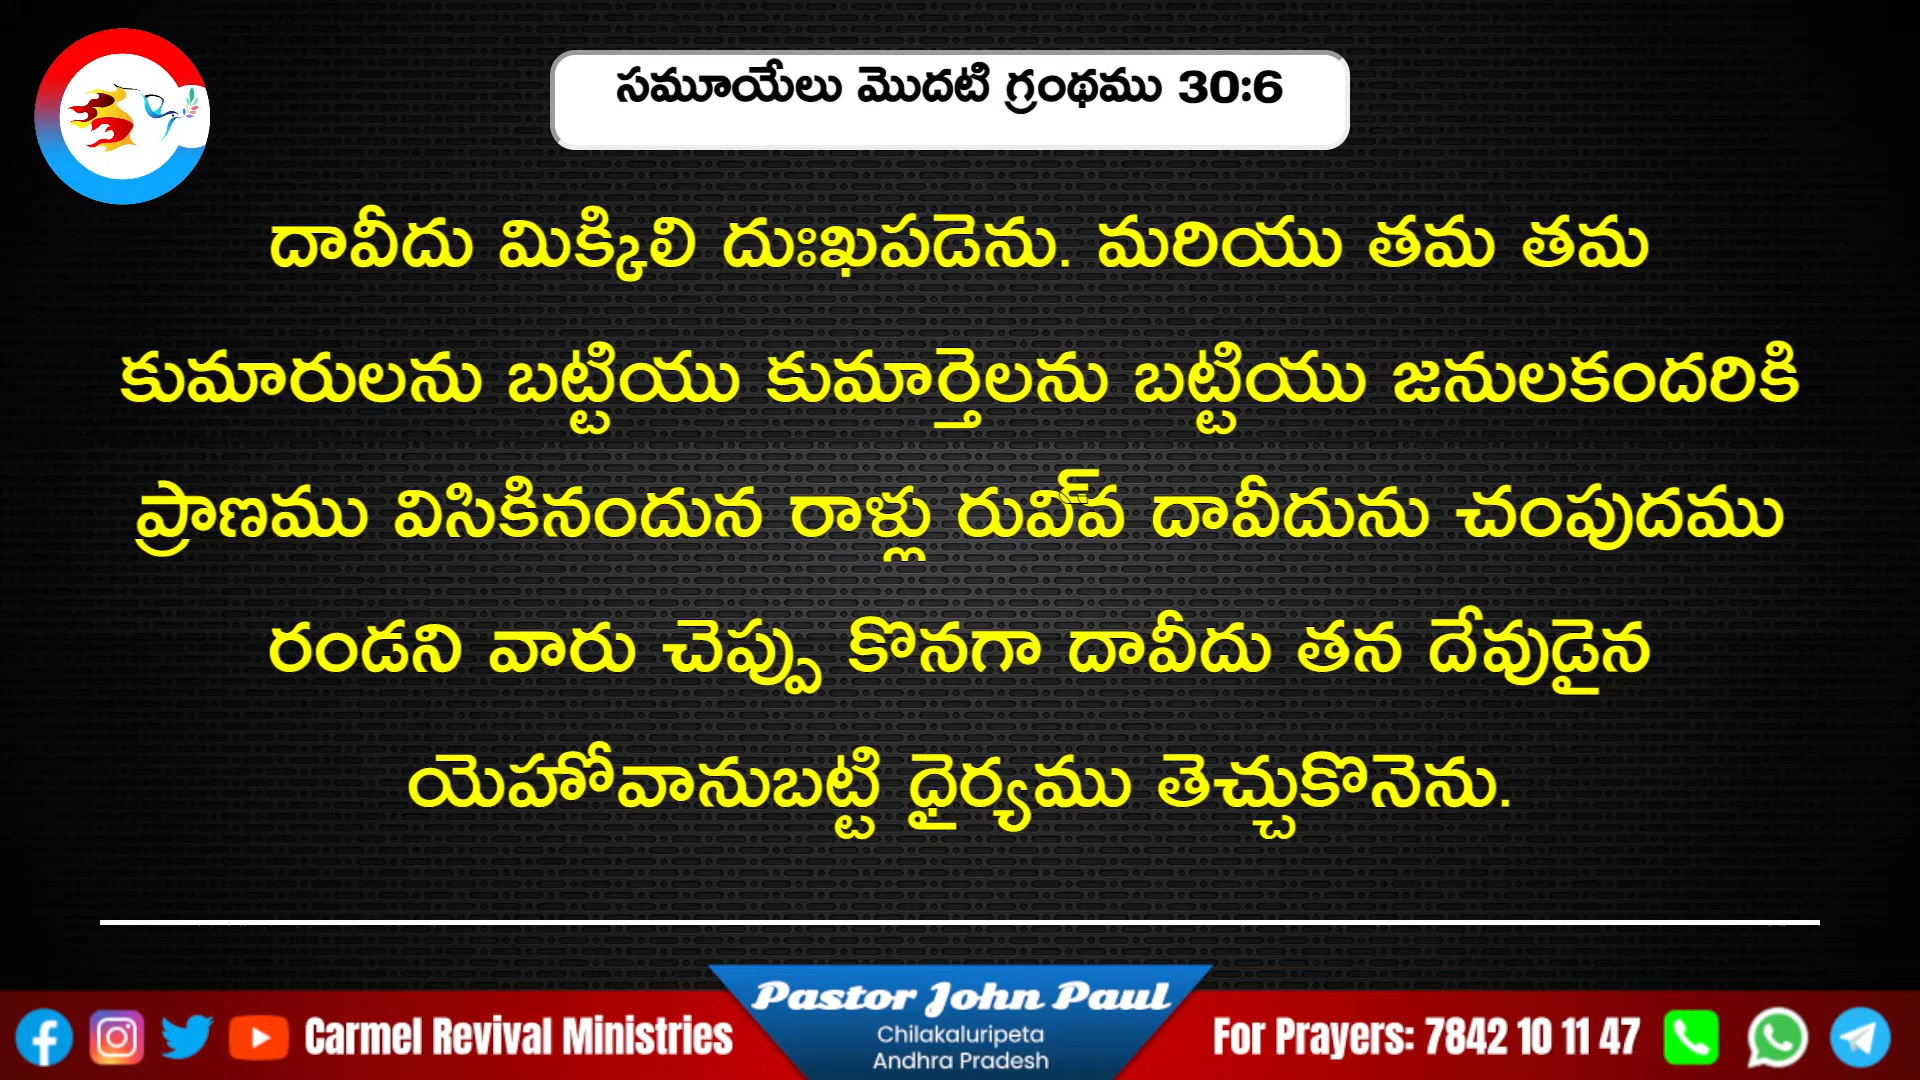 సమూయేలు మొదటి గ్రంథము 30:6
దావీదు మిక్కిలి దుఃఖపడెను. మరియు తమ తమ
కుమారులను బట్టియు కుమార్తెలను బట్టియు జనులకందరికి
ప్రాణము విసికినందున రాళ్లు రువి్వ దావీదును చంపుదము
రండని వారు చెప్పు కొనగా దావీదు తన దేవుడైన
యెహోవానుబట్టి ధైర్యము తెచ్చుకొనెను.
Carmel Revival Ministries
Pastor John Paul
Chilakaluripeta
Andhra Pradesh
For Prayers: 7842 10 11 47